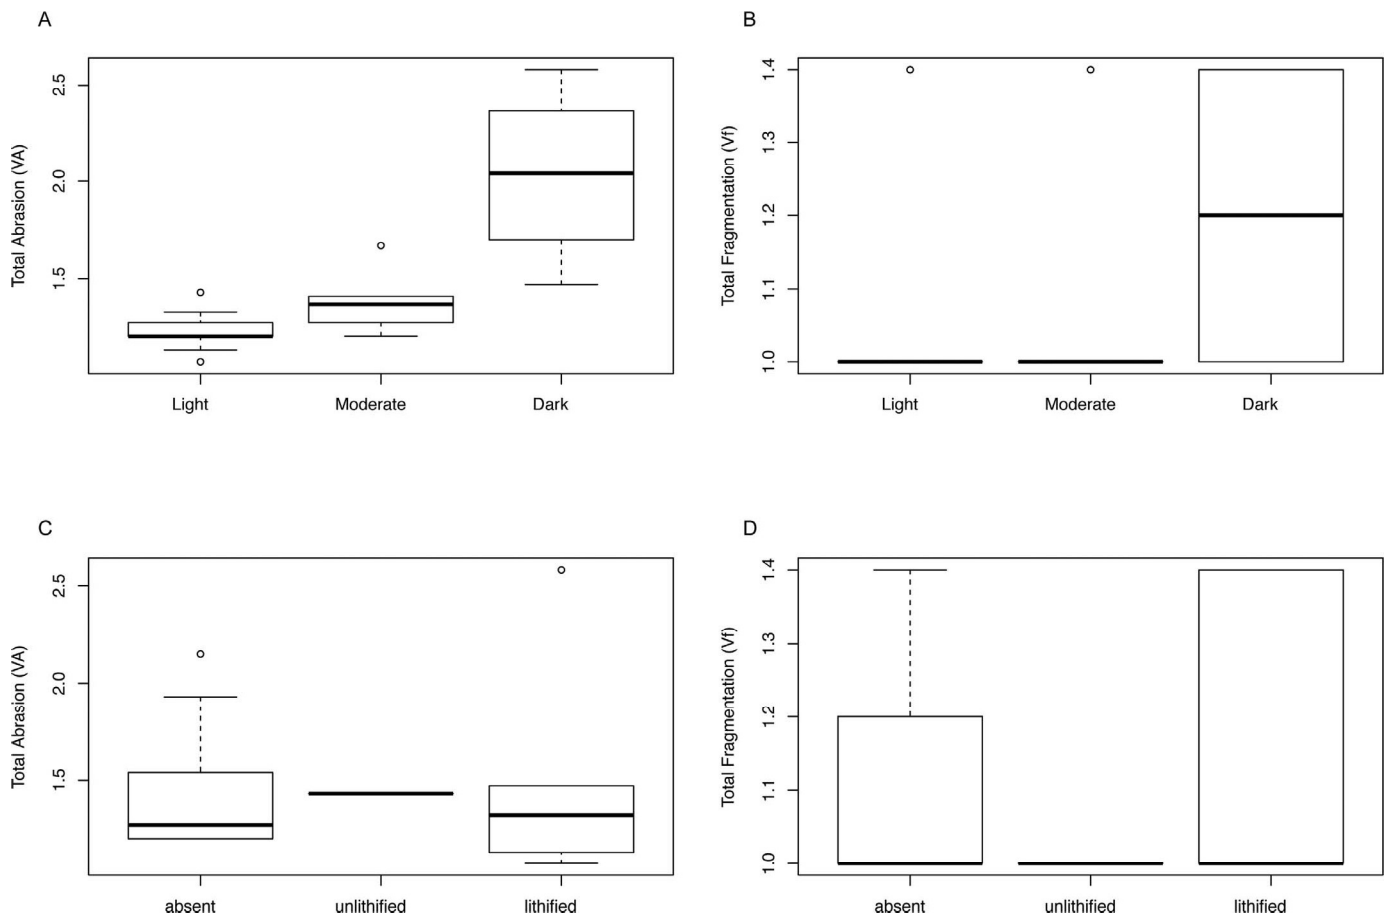 A
Total Abrasion (VA)
2.5
2.0
1.5
Light Moderate Dark
B
Total Fragmentation (Vf)
1.4
1.3
1.2
1.1
1.0
Light Moderate Dark
C
Total Abrasion (VA)
2.5
2.0
1.5
absent unlithified lithified
D
Total Fragmentation (Vf)
1.4
1.3
1.2
1.1
1.0
absent unlithified lithified